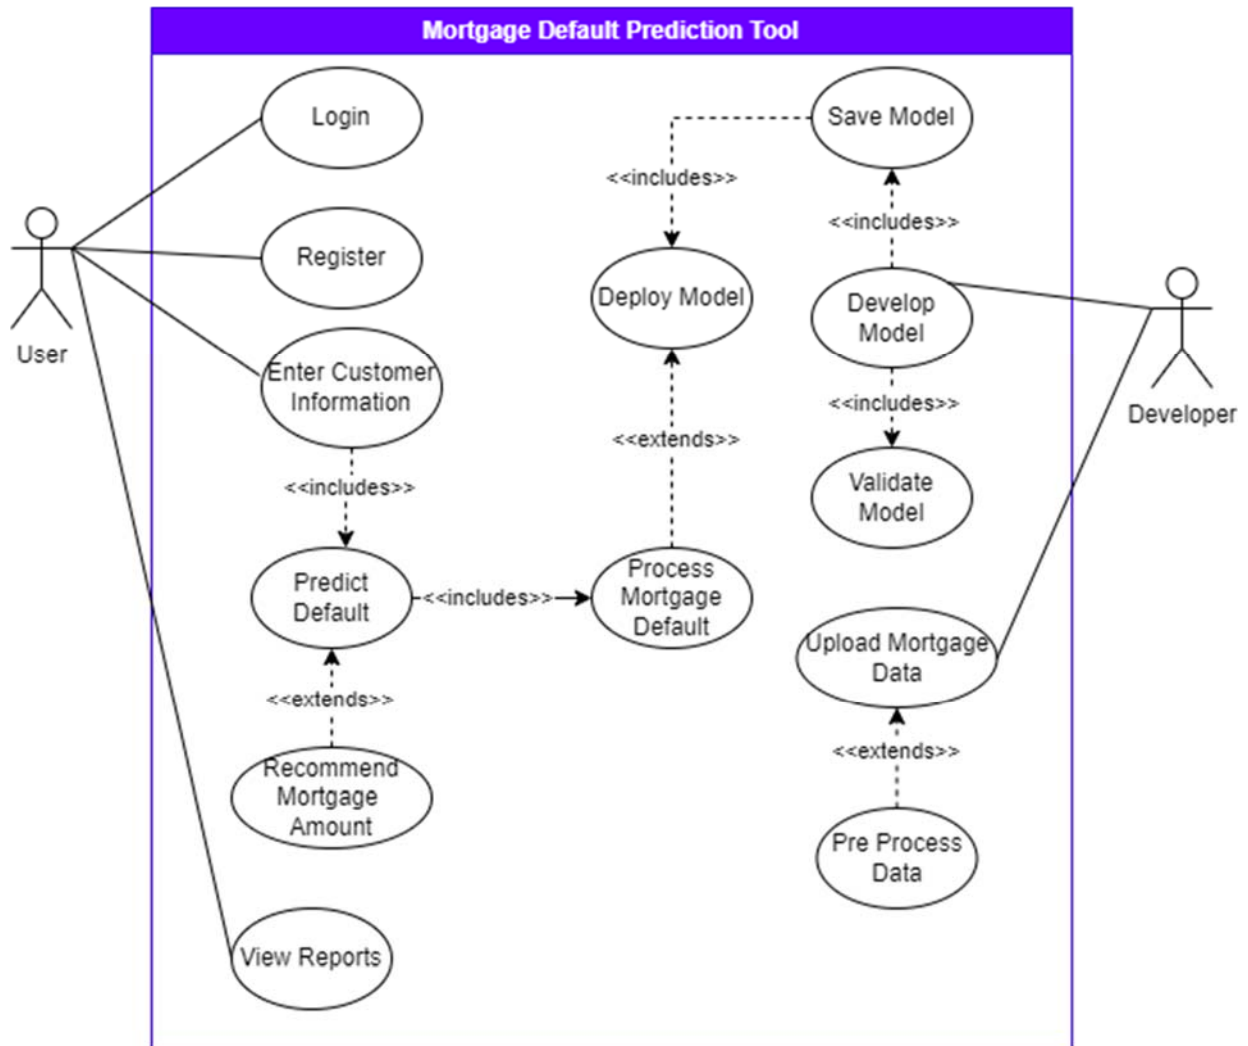 Mortgage Default Prediction Tool
Login
Save Model
<<includes>>
<<includes>>
Register
Deploy Model
Develop
Model
User
Enter Customer
Information
<<includes>>
Developer
<<extends>>
<<includes>>
Validate
Model
Predict
Default
<<includes>>
Process
Mortgage
Default
Upload Mortgage
Data
<<extends>>
<<extends>>
Recommend
Mortgage
Amount
Pre Process
Data
View Reports